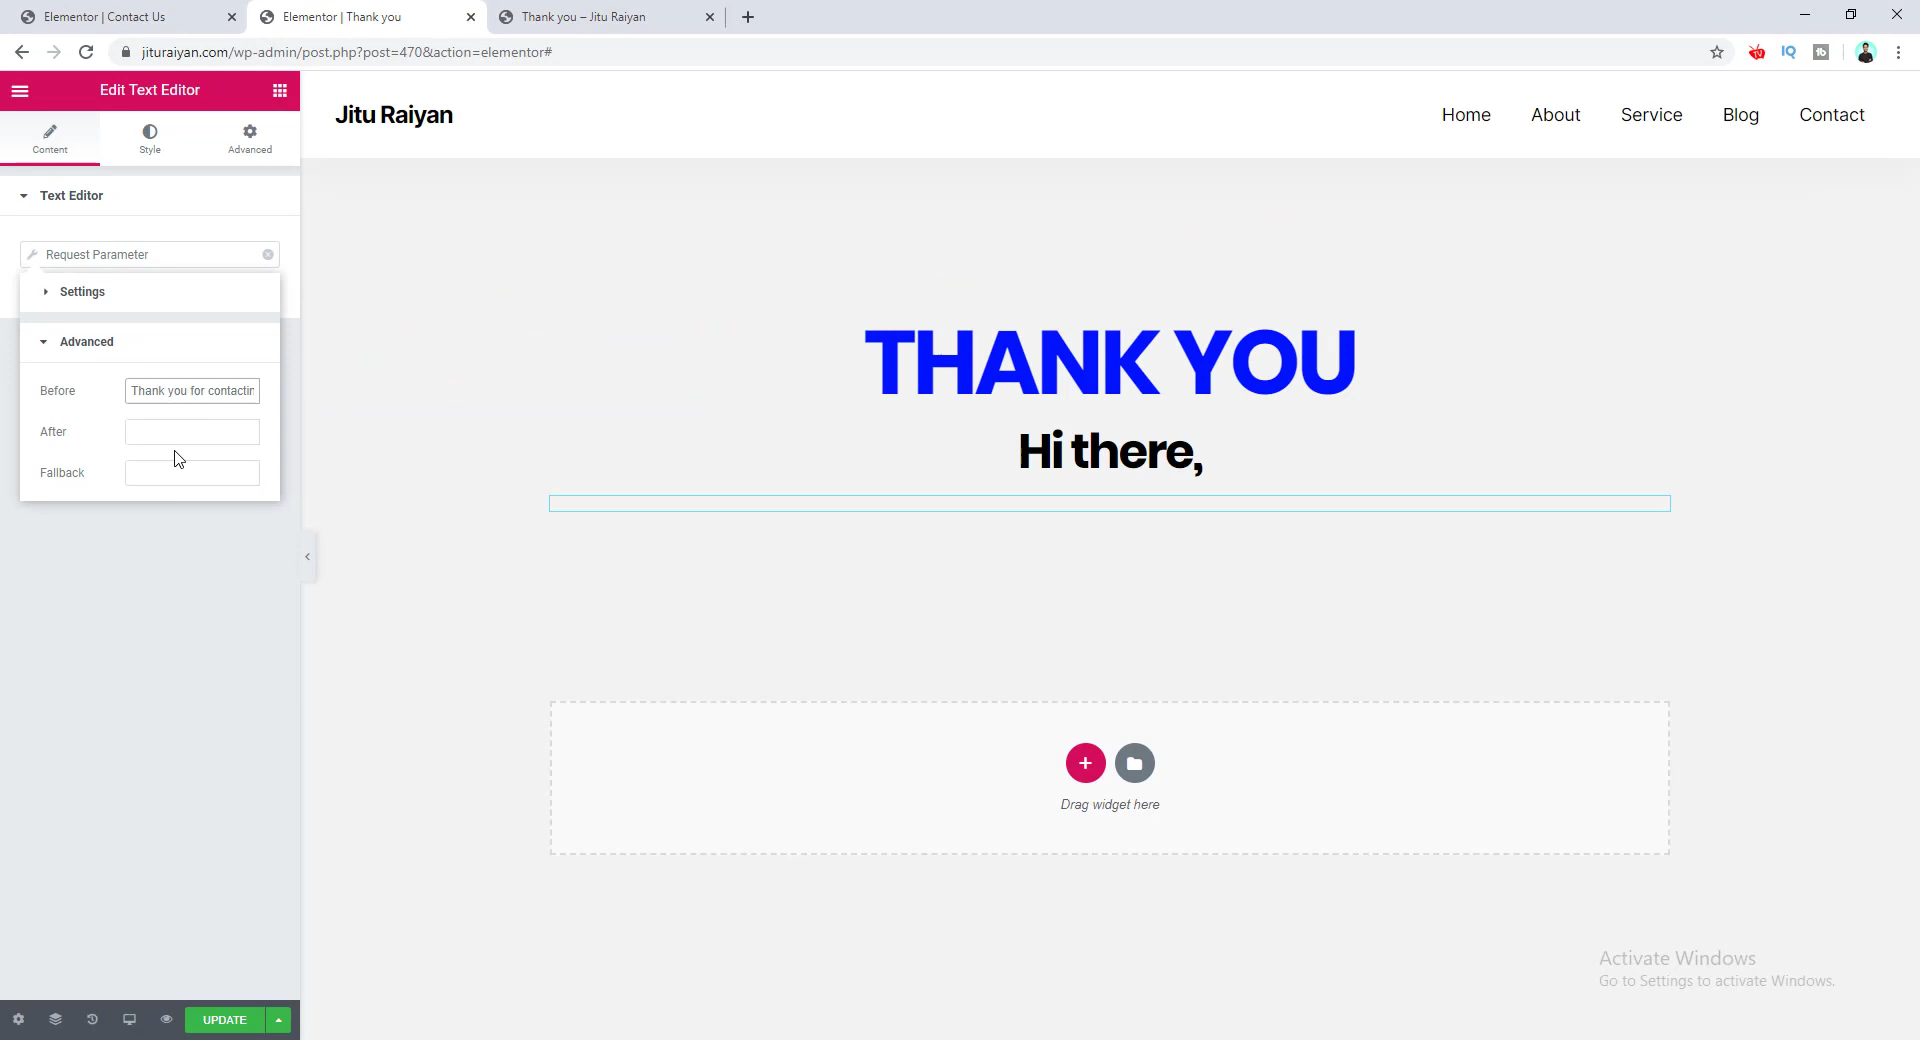 Elementor | Contact Us
Elementor | Thank you
Thank you – Jitu Raiyan
jituraiyan.com/wp-admin/post.php?post=470&action=elementor#
IQ
tb
Edit Text Editor
Content
Style
Advanced
Text Editor
Request Parameter
Settings
Advanced
Before
Thank you for contactin
After
Fallback
UPDATE
Jitu Raiyan
Home
About
Service
Blog
Contact
THANK YOU
Hi there,
Drag widget here
Activate Windows
Go to Settings to activate Windows.